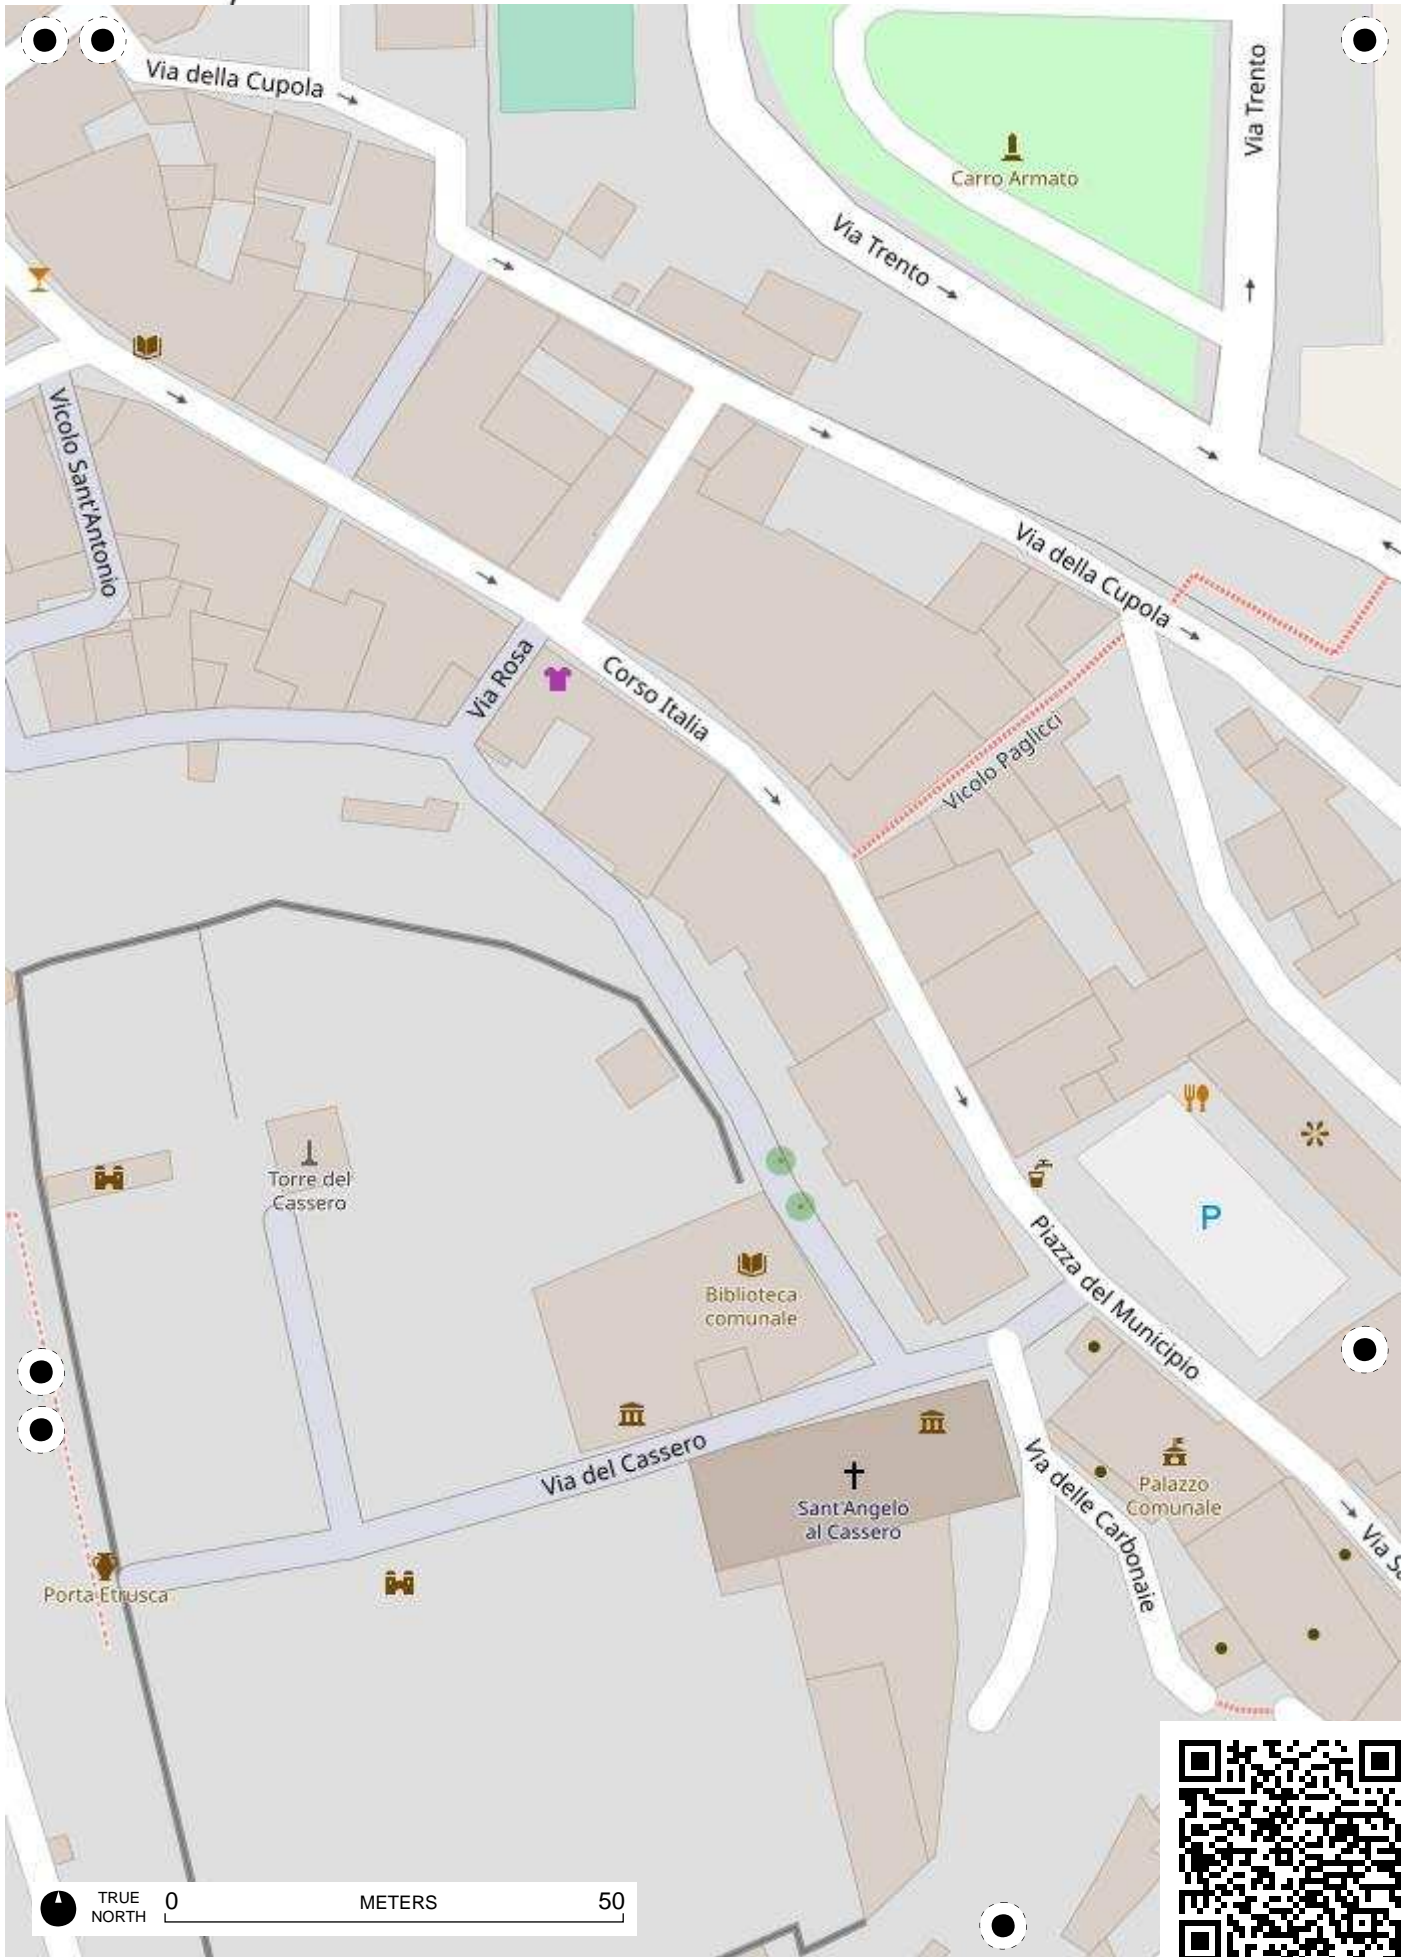 Via della Cupola
Via Trento
Carro Armato
Via Trento
Vicolo Sant'Antonio
Via della Cupola
Via Rosa
Corso Italia
Vicolo Paglicci
Torre del
Cassero
P
Piazza del Municipio
Biblioteca
comunale
Via del Cassero
Sant'Angelo
al Cassero
Via delle Carbonaie
Palazzo
Comunale
Porta Etrusca
TRUE
NORTH
0 METERS 50